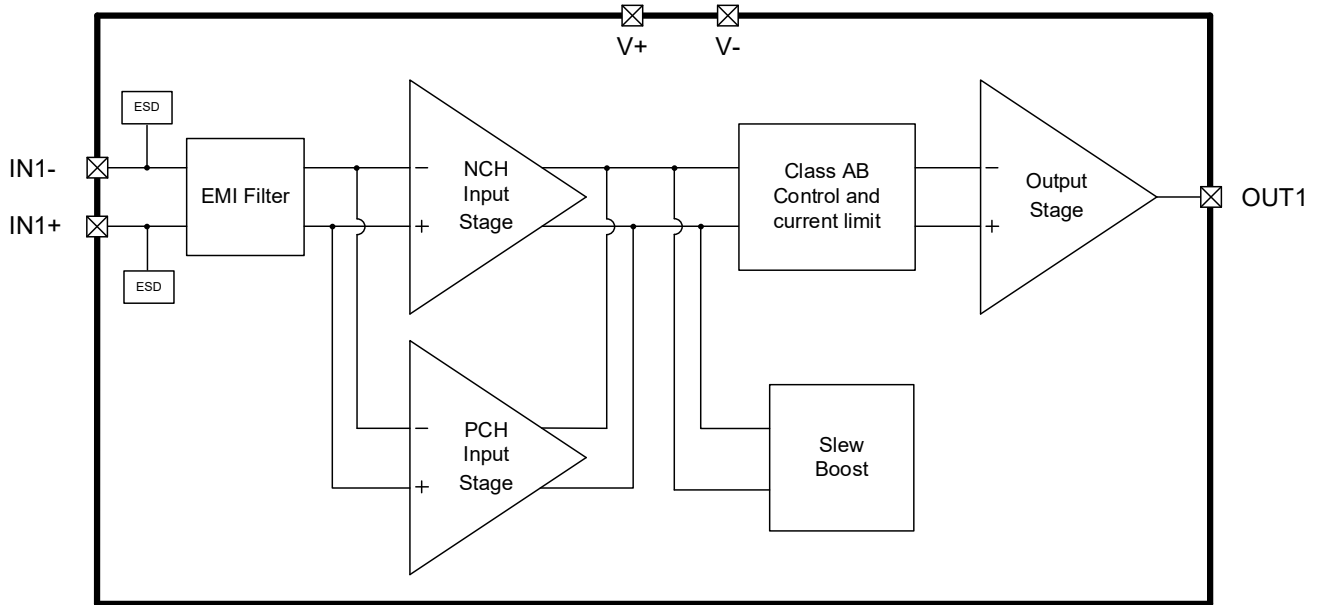 V+
V-
ESD
IN1-
IN1+
EMI Filter
−
+
NCH
Input
Stage
Class AB
Control and
current limit
−
+
Output
Stage
OUT1
ESD
−
+
PCH
Input
Stage
Slew
Boost